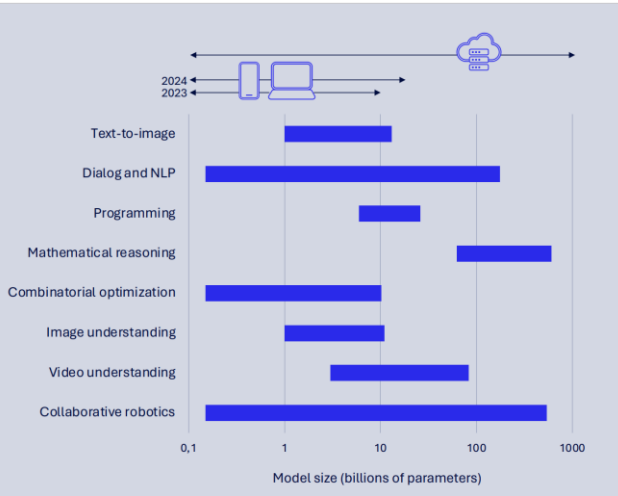 2024
2023
Text-to-image
Dialog and NLP
Programming
Mathematical reasoning
Combinatorial optimization
Image understanding
Video understanding
Collaborative robotics
0,1 1 10 100 1000
Model size (billions of parameters)